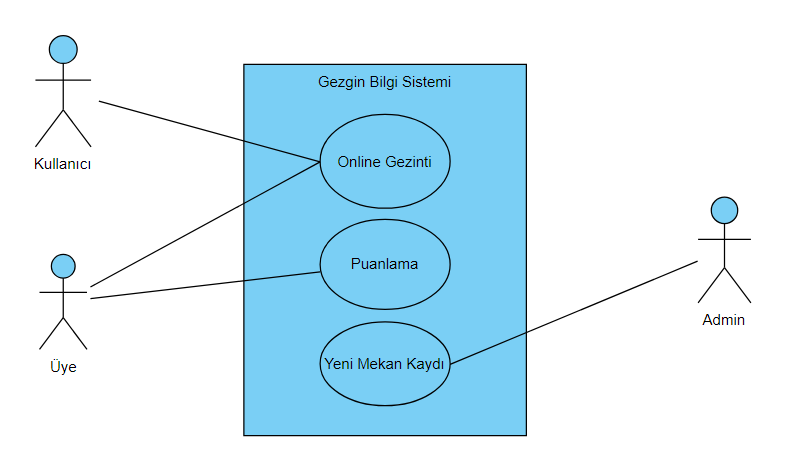 Gezgin Bilgi Sistemi
Kullanıcı
Online Gezinti
Puanlama
Üye
Yeni Mekan Kaydı
Admin